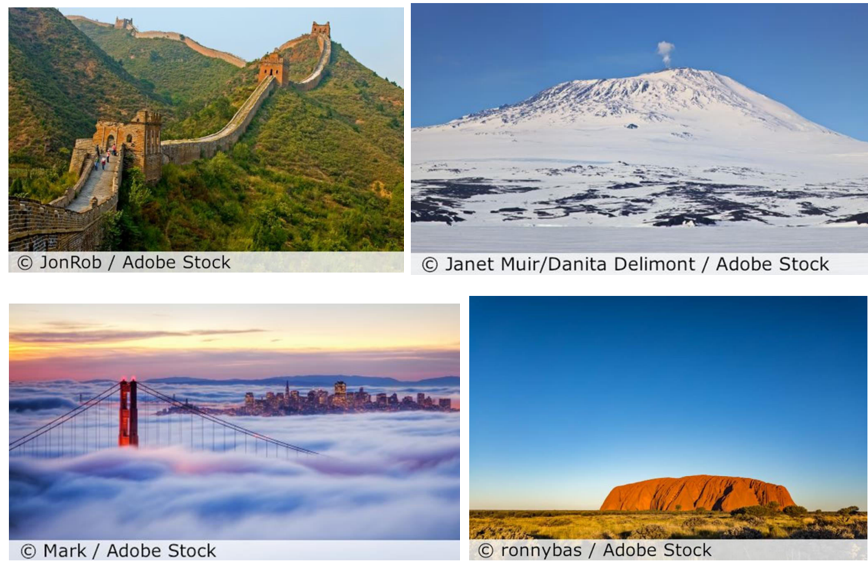 © JonRob / Adobe Stock
© Janet Muir/Danita Delimont / Adobe Stock
© Mark / Adobe Stock
© ronnybas / Adobe Stock